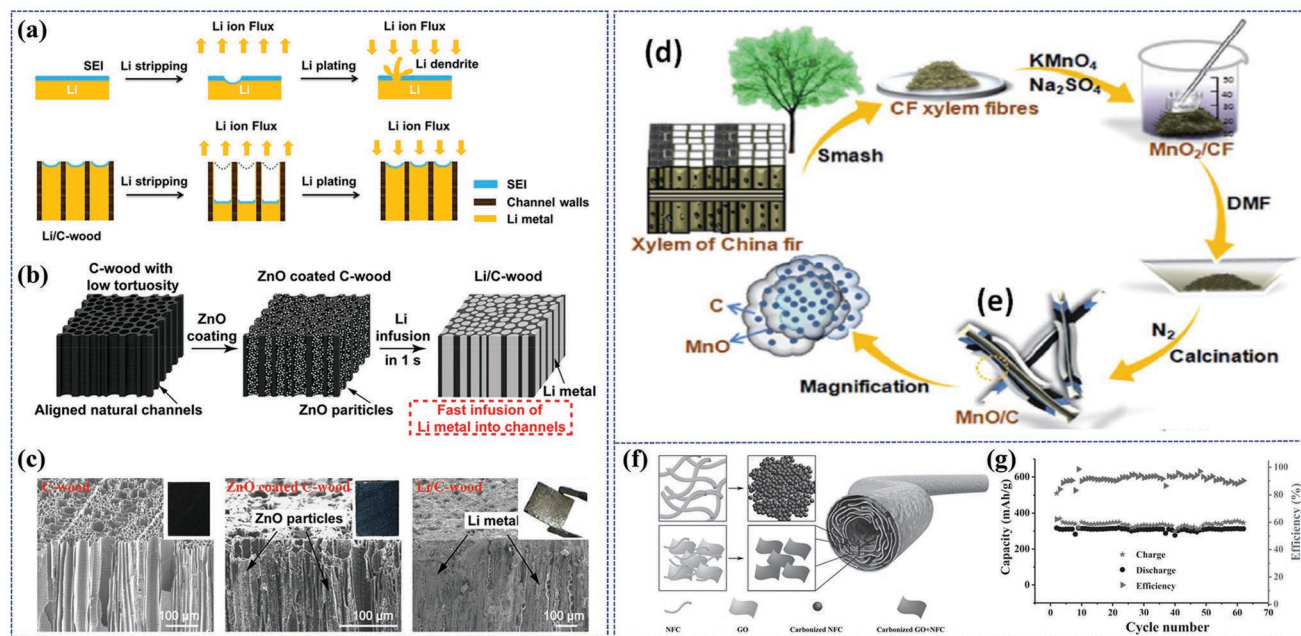 (a)
Li ion Flux
Li ion Flux
SEI
Li stripping
Li plating
Li dendrite
Li
Li
Li
Li ion Flux
Li ion Flux
Li stripping
Li plating
SEI
Channel walls
Li metal
Li/C-wood
(b)
C-wood with
low tortuosity
ZnO coated C-wood
Li/C-wood
ZnO
coating
Li
infusion
in 1 s
Aligned natural channels
ZnO pariticles
Li metal
Fast infusion of
Li metal into channels
(c)
C-wood
ZnO coated C-wood
Li/C-wood
ZnO particles
Li metal
100 μm
100 μm
100 μm
(d)
KMnO4
Na2SO4
CF xylem fibres
50
40
30
20
10
MnO2/CF
Smash
Xylem of China fir
DMF
(e)
C
MnO
N2
Calcination
Magnification
MnO/C
(f)
NFC
GO
Carbonized NFC
Carbonized GO+NFC
(g)
Capacity (mAh/g)
600
400
200
0
Charge
Discharge
Efficiency
100
80
60
40
20
0
Efficiency (%)
0 10 20 30 40 50 60 70
Cycle number